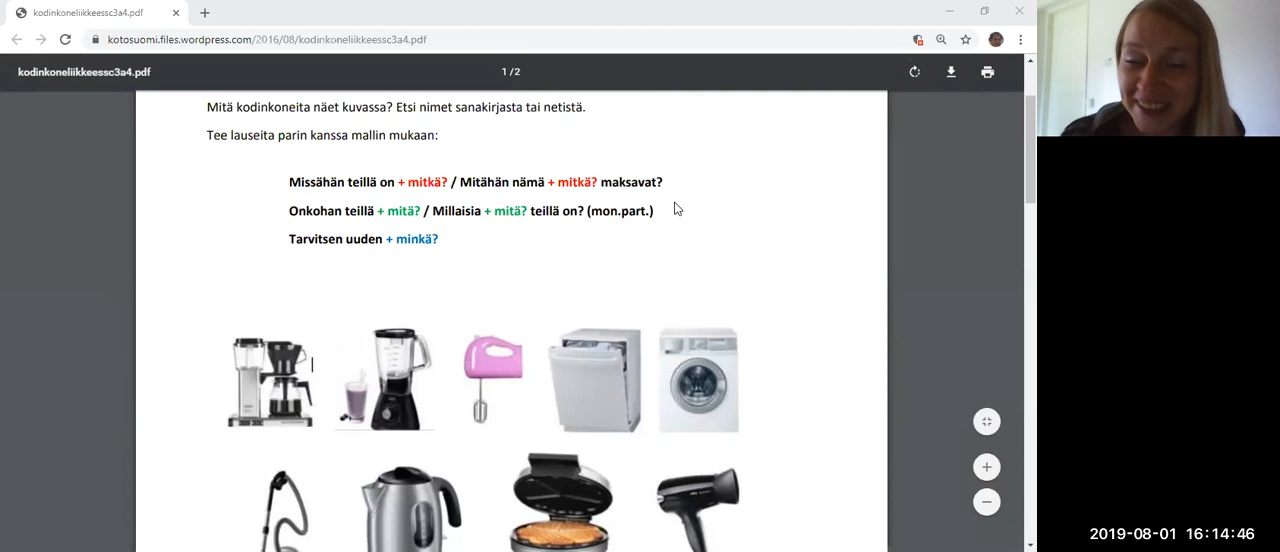 kodinkoneliikkeessc3a4.pdf
kotosuomi.files.wordpress.com/2016/08/kodinkoneliikkeessc3a4.pdf
kodinkoneliikkeessc3a4.pdf
1 / 2
Mitä kodinkoneita näet kuvassa? Etsi nimet sanakirjasta tai netistä.
Tee lauseita parin kanssa mallin mukaan:
Missähän teillä on + mitkä? / Mitähän nämä + mitkä? maksavat?
Onkohan teillä + mitä? / Millaisia + mitä? teillä on? (mon.part.)
Tarvitsen uuden + minkä?
2019-08-01 16:14:46